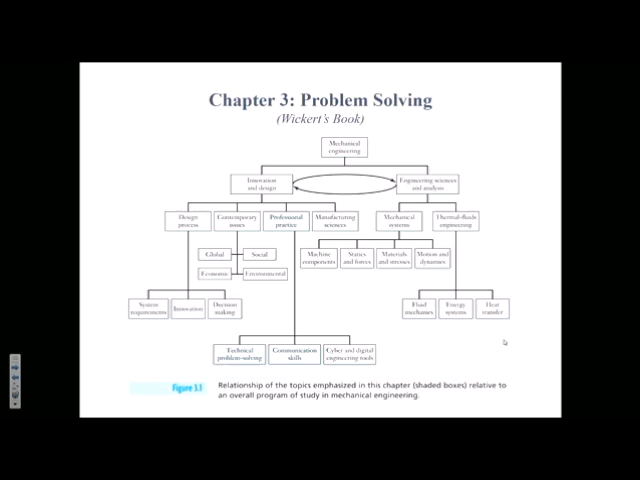 Chapter 3: Problem Solving
(Wickert's Book)
Mechanical
engineering
Innovation
and design
Engineering sciences
and analysis
Design
process
Contemporary
issues
Professional
practice
Manufacturing
sciences
Mechanical
systems
Thermal-fluids
engineering
Global
Social
Economic
Environmental
Machine
components
Statics
and forces
Materials
and stresses
Motion and
dynamics
System
requirements
Innovation
Decision
making
Fluid
mechanics
Energy
systems
Heat
transfer
Technical
problem-solving
Communication
skills
Cyber and digital
engineering tools
Figure 3.1
Relationship of the topics emphasized in this chapter (shaded boxes) relative to
an overall program of study in mechanical engineering.